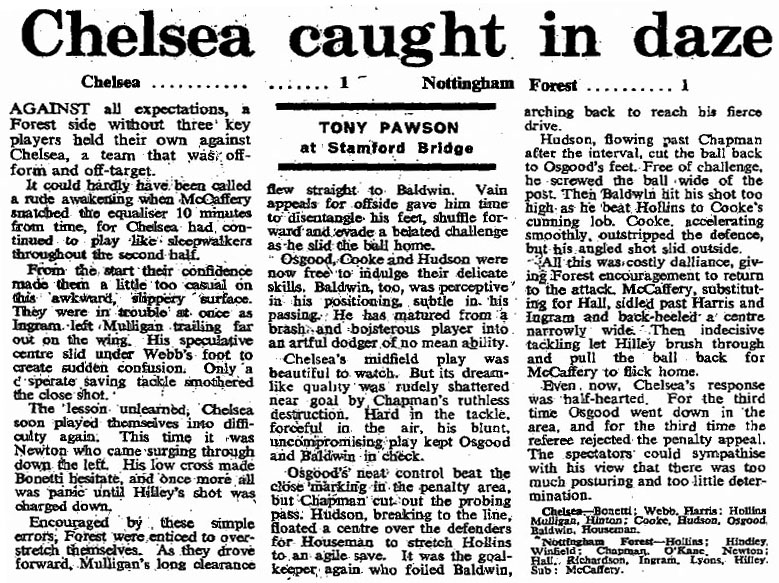 Chelsea caught in daze
Chelsea ........... ....... 1 Nottingham Forest .......... 1
AGAINST all expectations, a
Forest side without three key
players held their own against
Chelsea, a team that was off-
form and off-target.
It could hardly have been called
a rude awakening when McCaffery
snatched the equaliser 10 minutes
from time, for Chelsea had con-
tinued to play like sleepwalkers
throughout the second half.
From the start their confidence
made them a little too casual on
this awkward, slippery surface.
They were in trouble at once as
Ingram left Mulligan trailing far
out on the wing. His speculative
centre slid under Webb's foot to
create sudden confusion. Only a
d'sperate saving tackle smothered
the close shot.
The lesson unlearned, Chelsea
soon played themselves into diffi-
culty again. This time it was
Newton who came surging through
down the left. His low cross made
Bonetti hesitate, and once more all
was panic until Hilley's shot was
charged down.
Encouraged by these simple
errors, Forest were enticed to over-
stretch themselves. As they drove
forward, Mulligan's long clearance
TONY PAWSON
at Stamford Bridge
flew straight to Baldwin. Vain
appeals for offside gave him time
to disentangle his feet, shuffle for-
ward and evade a belated challenge
as he slid the ball home.
Osgood, Cooke and Hudson were
now free to indulge their delicate
skills. Baldwin, too, was perceptive
in his positioning, subtle in his
passing. He has matured from a
brash and boisterous player into
an artful dodger of no mean ability.
Chelsea's midfield play was
beautiful to watch. But its dream-
like quality was rudely shattered
near goal by Chapman's ruthless
destruction. Hard in the tackle,
forceful in the air, his blunt,
uncompromising play kept Osgood
and Baldwin in check.
Osgood's neat control beat the
close marking in the penalty area,
but Chapman cut out the probing
pass. Hudson, breaking to the line,
floated a centre over the defenders
for Houseman to stretch Hollins
to an agile save. It was the goal-
keeper again who foiled Baldwin,
arching back to reach his fierce
drive.
Hudson, flowing past Chapman
after the interval, cut the ball back
to Osgood's feet. Free of challenge,
he screwed the ball wide of the
post. Then Baldwin hit his shot too
high as he beat Hollins to Cooke's
cunning lob. Cooke, accelerating
smoothly, outstripped the defence,
but his angled shot slid outside.
All this was costly dalliance, giv-
ing Forest encouragement to return
to the attack. McCaffery, substitut-
ing for Hall, sidled past Harris and
Ingram and back-heeled a centre
narrowly wide. Then indecisive
tackling let Hilley brush through
and pull the ball back for
McCaffery to flick home.
Even now, Chelsea's response
was half-hearted. For the third
time Osgood went down in the
area, and for the third time the
referee rejected the penalty appeal.
The spectators could sympathise
with his view that there was too
much posturing and too little deter-
mination.
Chelsea—Bonetti; Webb, Harris; Hollins
Mulligan, Hinton; Cooke, Hudson, Osgood,
Baldwin, Houseman.
Nottingham Forest—Hollins; Hindley,
Winfield; Chapman, O'Kane, Newton;
Hall, Richardson, Ingram, Lyons, Hilley.
Sub: McCaffery.